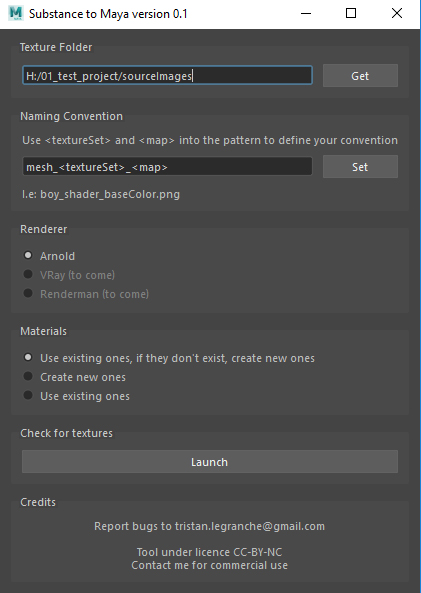 Substance to Maya version 0.1
Texture Folder
H:/01_test_project/sourceImages
Get
Naming Convention
Use <textureSet> and <map> into the pattern to define your convention
mesh_<textureSet>_<map>
Set
I.e: boy_shader_baseColor.png
Renderer
Arnold
VRay (to come)
Renderman (to come)
Materials
Use existing ones, if they don't exist, create new ones
Create new ones
Use existing ones
Check for textures
Launch
Credits
Report bugs to tristan.legranche@gmail.com
Tool under licence CC-BY-NC
Contact me for commercial use